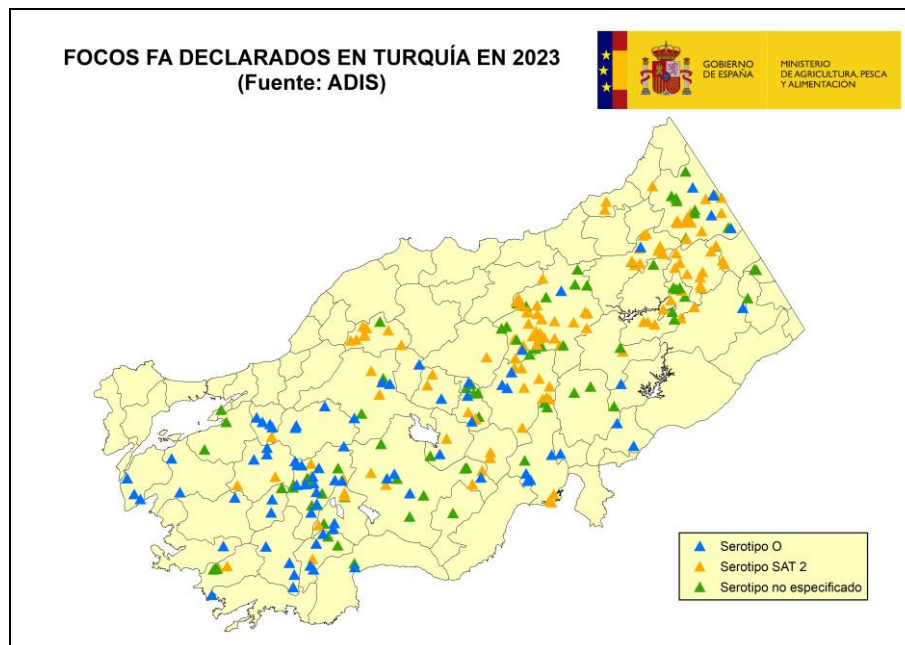 FOCOS FA DECLARADOS EN TURQUÍA EN 2023
(Fuente: ADIS)
GOBIERNO
DE ESPAÑA
MINISTERIO
DE AGRICULTURA, PESCA
Y ALIMENTACIÓN
Serotipo O
Serotipo SAT 2
Serotipo no especificado